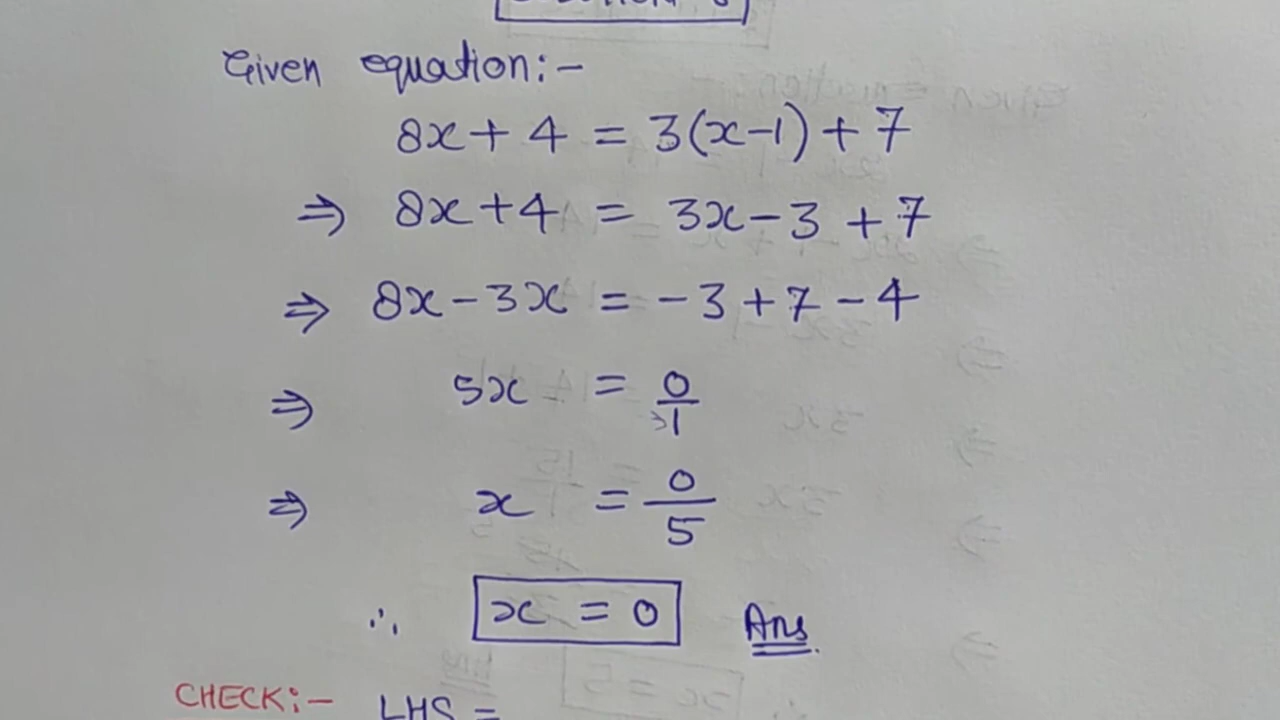 Given equation:-
8x + 4 = 3(x-1) + 7
⇒ 8x + 4 = 3x - 3 + 7
⇒ 8x - 3x = -3 + 7 - 4
⇒ 5x = 0/1
⇒ x = 0/5
∴ x = 0 Ans.
CHECK:- LHS =